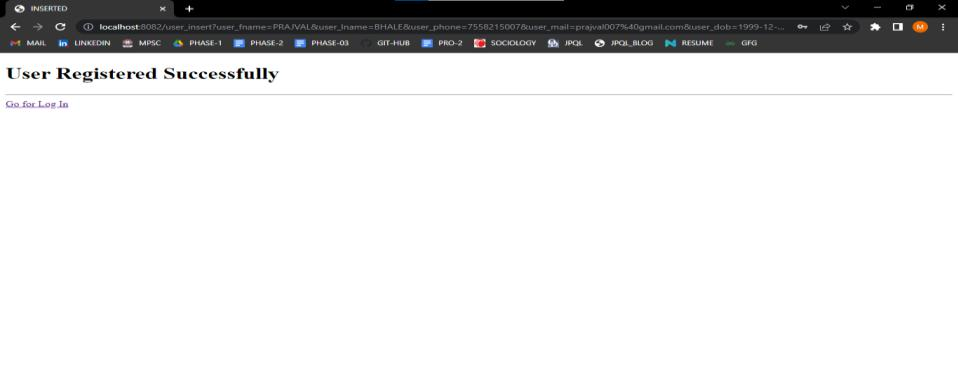 INSERTED
localhost:8082/user_insert?user_fname=PRAJVAL&user_lname=BHALE&user_phone=7558215007&user_mail=prajval007%40gmail.com&user_dob=1999-12-...
M
MAIL LINKEDIN MPSC PHASE-1 PHASE-2 PHASE-03 GIT-HUB PRO-2 SOCIOLOGY JPQL JPQL_BLOG RESUME GFG
User Registered Successfully
Go for Log In